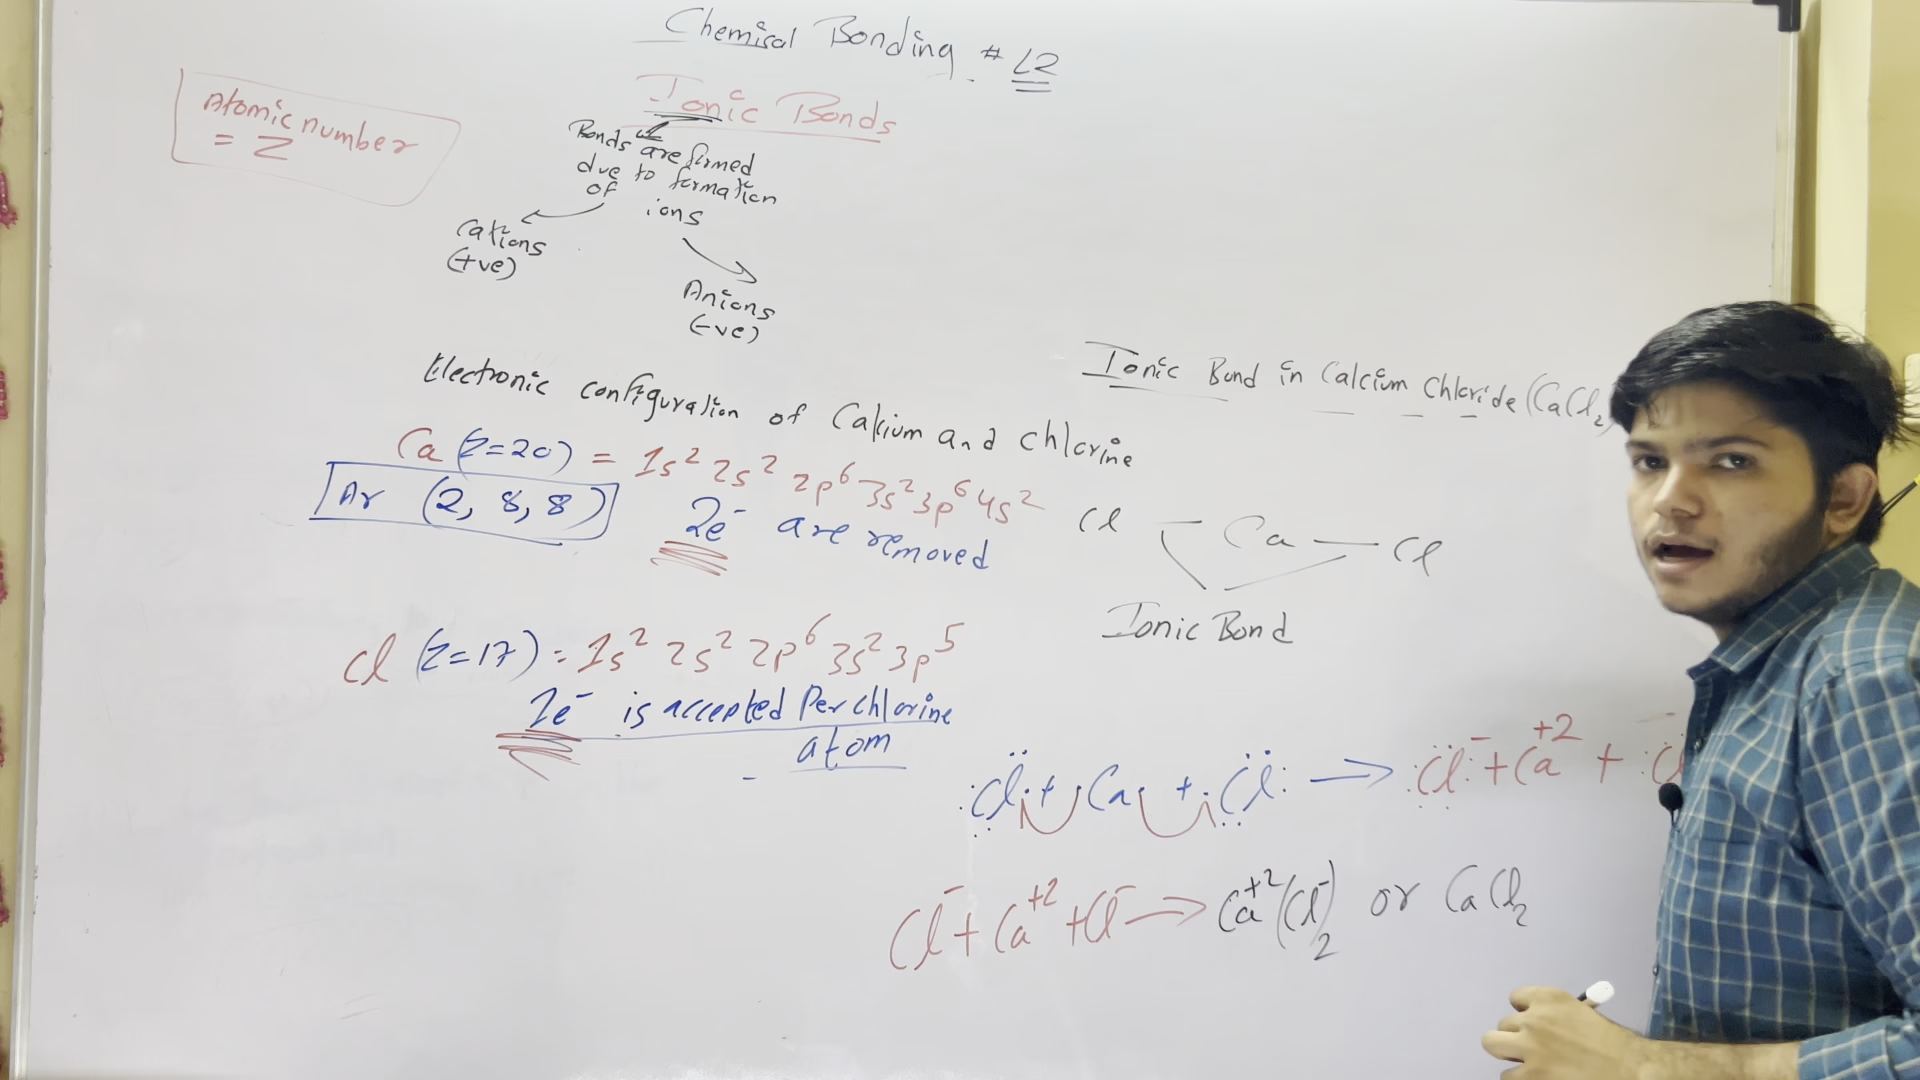 Chemical Bonding # L2
Ionic Bonds
Atomic number
= Z
Bonds are formed
due to formation
of ions
Cations
(+ve)
Anions
(-ve)
Electronic configuration of Calcium and chlorine
Ca (Z=20) = 1s² 2s² 2p⁶ 3s² 3p⁶ 4s²
Ar (2, 8, 8)
2e⁻ are removed
Cl (Z=17) = 1s² 2s² 2p⁶ 3s² 3p⁵
1e⁻ is accepted Per chlorine
atom
Ionic Bond in Calcium Chloride (CaCl₂
Cl — Ca — Cl
Ionic Bond
Cl + Ca + Cl → Cl⁻ + Ca⁺² +
Cl⁻ + Ca⁺² + Cl⁻ → Ca⁺²(Cl⁻)₂ or CaCl₂